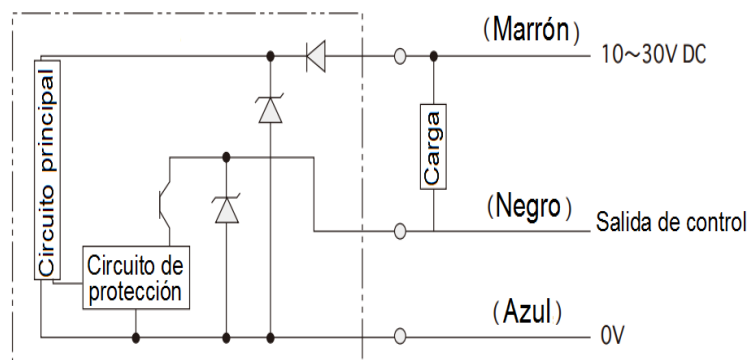 (Marrón)
10~30V DC
Circuito principal
Carga
(Negro)
Salida de control
Circuito de
protección
(Azul)
0V